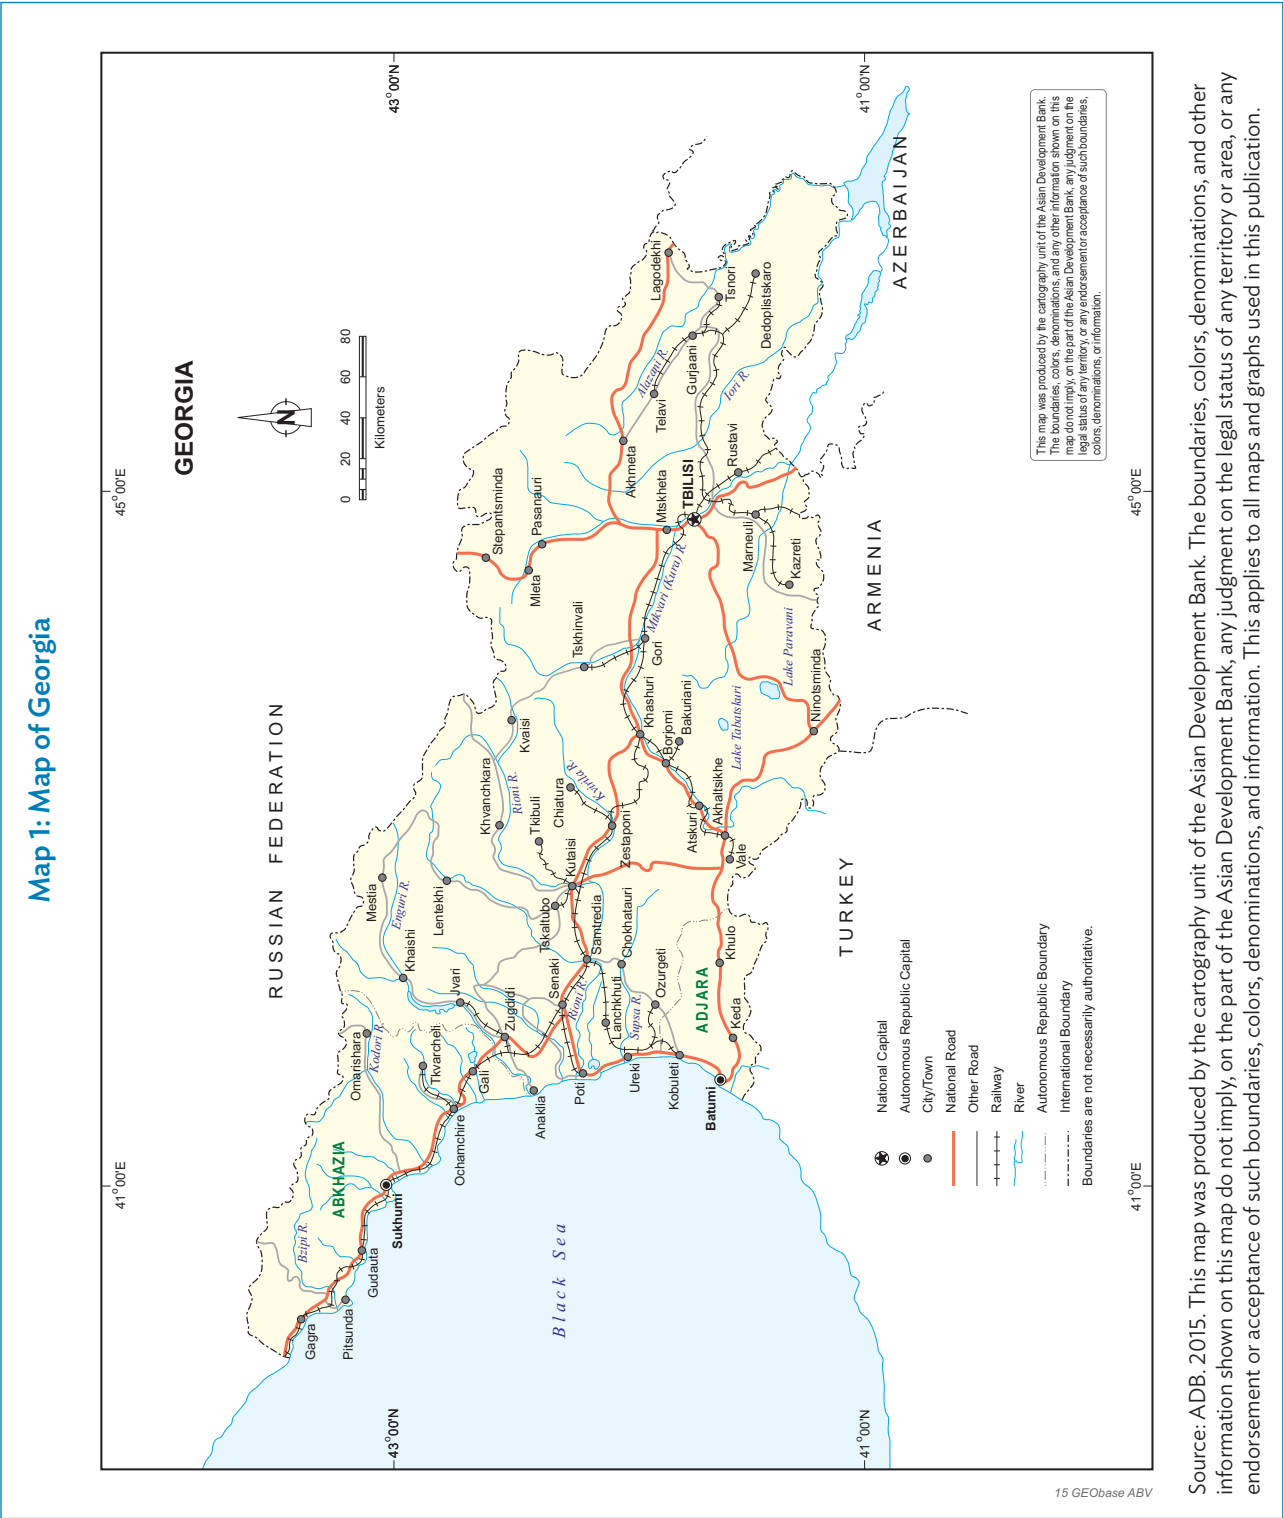 Map 1: Map of Georgia
GEORGIA
N
0 20 40 60 80
Kilometers
41°00'E
45°00'E
43°00'N
43°00'N
41°00'N
41°00'N
41°00'E
45°00'E
RUSSIAN FEDERATION
Black Sea
TURKEY
ARMENIA
AZERBAIJAN
ABKHAZIA
ADJARA
Gagra
Pitsunda
Bzipi R.
Gudauta
Sukhumi
Omarishara
Kodori R.
Tkvarcheli
Ochamchire
Gali
Anaklia
Zugdidi
Jvari
Khaishi
Mestia
Enguri R.
Lentekhi
Khvanchkara
Rioni R.
Kvaisi
Tkibuli
Chiatura
Kvirila R.
Kutaisi
Tskaltubo
Zestaponi
Samtredia
Senaki
Rioni R.
Poti
Lanchkhuti
Chokhatauri
Supsa R.
Ozurgeti
Ureki
Kobuleti
Batumi
Keda
Khulo
Vale
Akhaltsikhe
Atskuri
Borjomi
Bakuriani
Khashuri
Lake Tabatskuri
Lake Paravani
Ninotsminda
Gori
Tskhinvali
Mtkvari (Kura) R.
Stepantsminda
Mleta
Pasanauri
Mtskheta
TBILISI
Rustavi
Marneuli
Kazreti
Akhmeta
Telavi
Alazani R.
Gurjaani
Iori R.
Lagodekhi
Tsnori
Dedoplistskaro
National Capital
Autonomous Republic Capital
City/Town
National Road
Other Road
Railway
River
Autonomous Republic Boundary
International Boundary
Boundaries are not necessarily authoritative.
This map was produced by the cartography unit of the Asian Development Bank.
The boundaries, colors, denominations, and any other information shown on this
map do not imply, on the part of the Asian Development Bank, any judgment on the
legal status of any territory, or any endorsement or acceptance of such boundaries,
colors, denominations, or information.
15 GEObase ABV
Source: ADB. 2015. This map was produced by the cartography unit of the Asian Development Bank. The boundaries, colors, denominations, and other
information shown on this map do not imply, on the part of the Asian Development Bank, any judgment on the legal status of any territory or area, or any
endorsement or acceptance of such boundaries, colors, denominations, and information. This applies to all maps and graphs used in this publication.